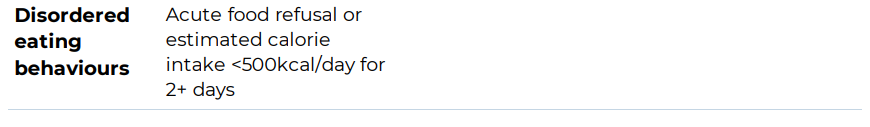 Disordered
eating
behaviours
Acute food refusal or
estimated calorie
intake <500kcal/day for
2+ days